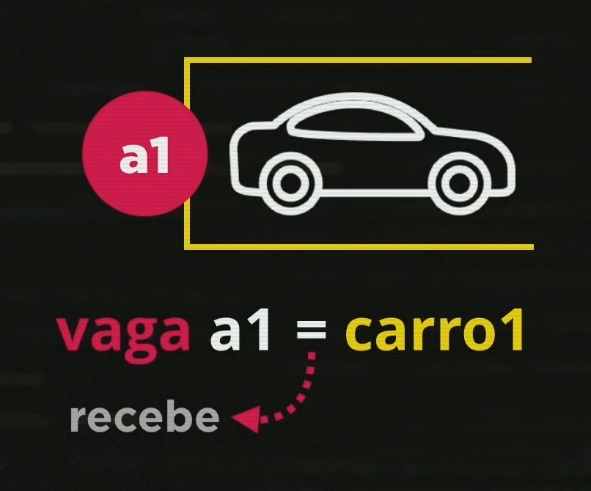 a1
vaga a1 = carro1
recebe